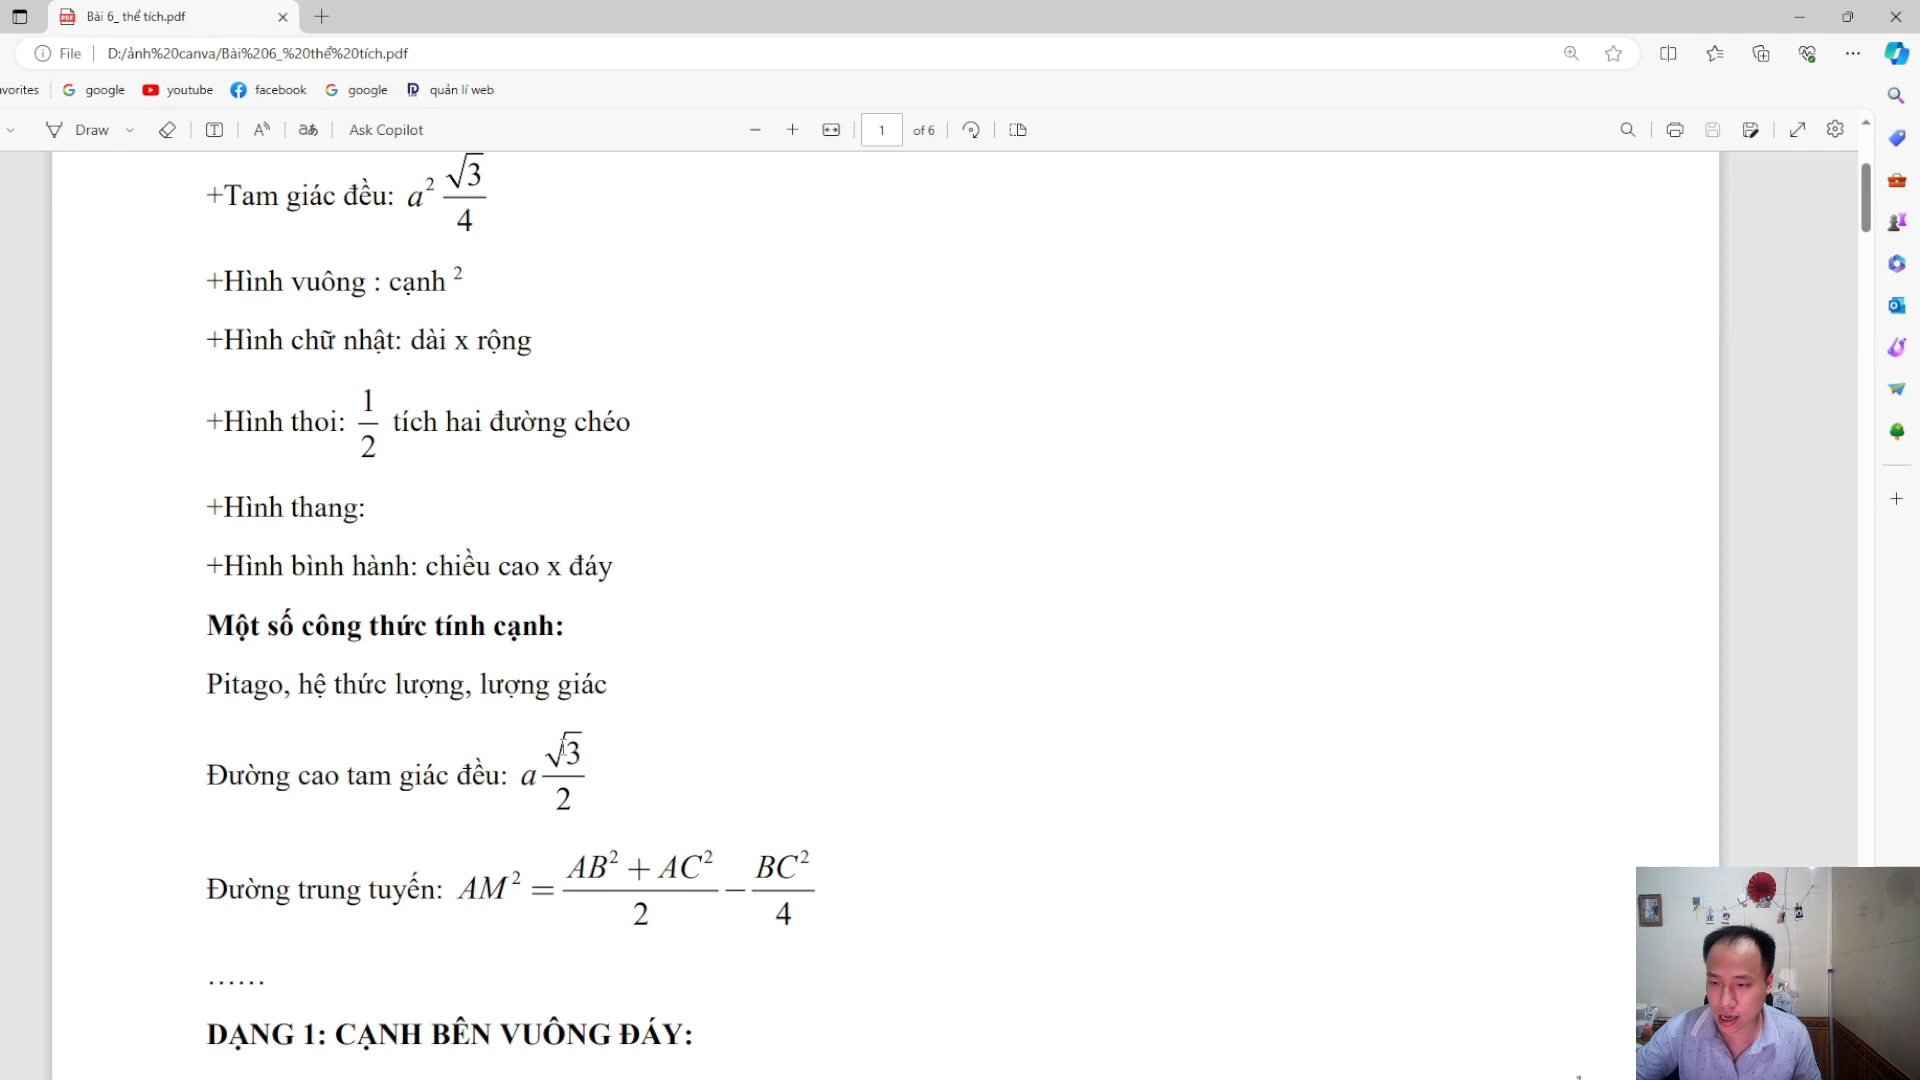 Bài 6_ thể tích.pdf
File D:/ảnh%20canva/Bài%206_%20thể%20tích.pdf
avorites google youtube facebook google quản lí web
Draw Ask Copilot 1 of 6
+Tam giác đều: a² √3/4
+Hình vuông : cạnh ²
+Hình chữ nhật: dài x rộng
+Hình thoi: 1/2 tích hai đường chéo
+Hình thang:
+Hình bình hành: chiều cao x đáy
Một số công thức tính cạnh:
Pitago, hệ thức lượng, lượng giác
Đường cao tam giác đều: a √3/2
Đường trung tuyến: AM² = (AB² + AC²)/2 − BC²/4
......
DẠNG 1: CẠNH BÊN VUÔNG ĐÁY: